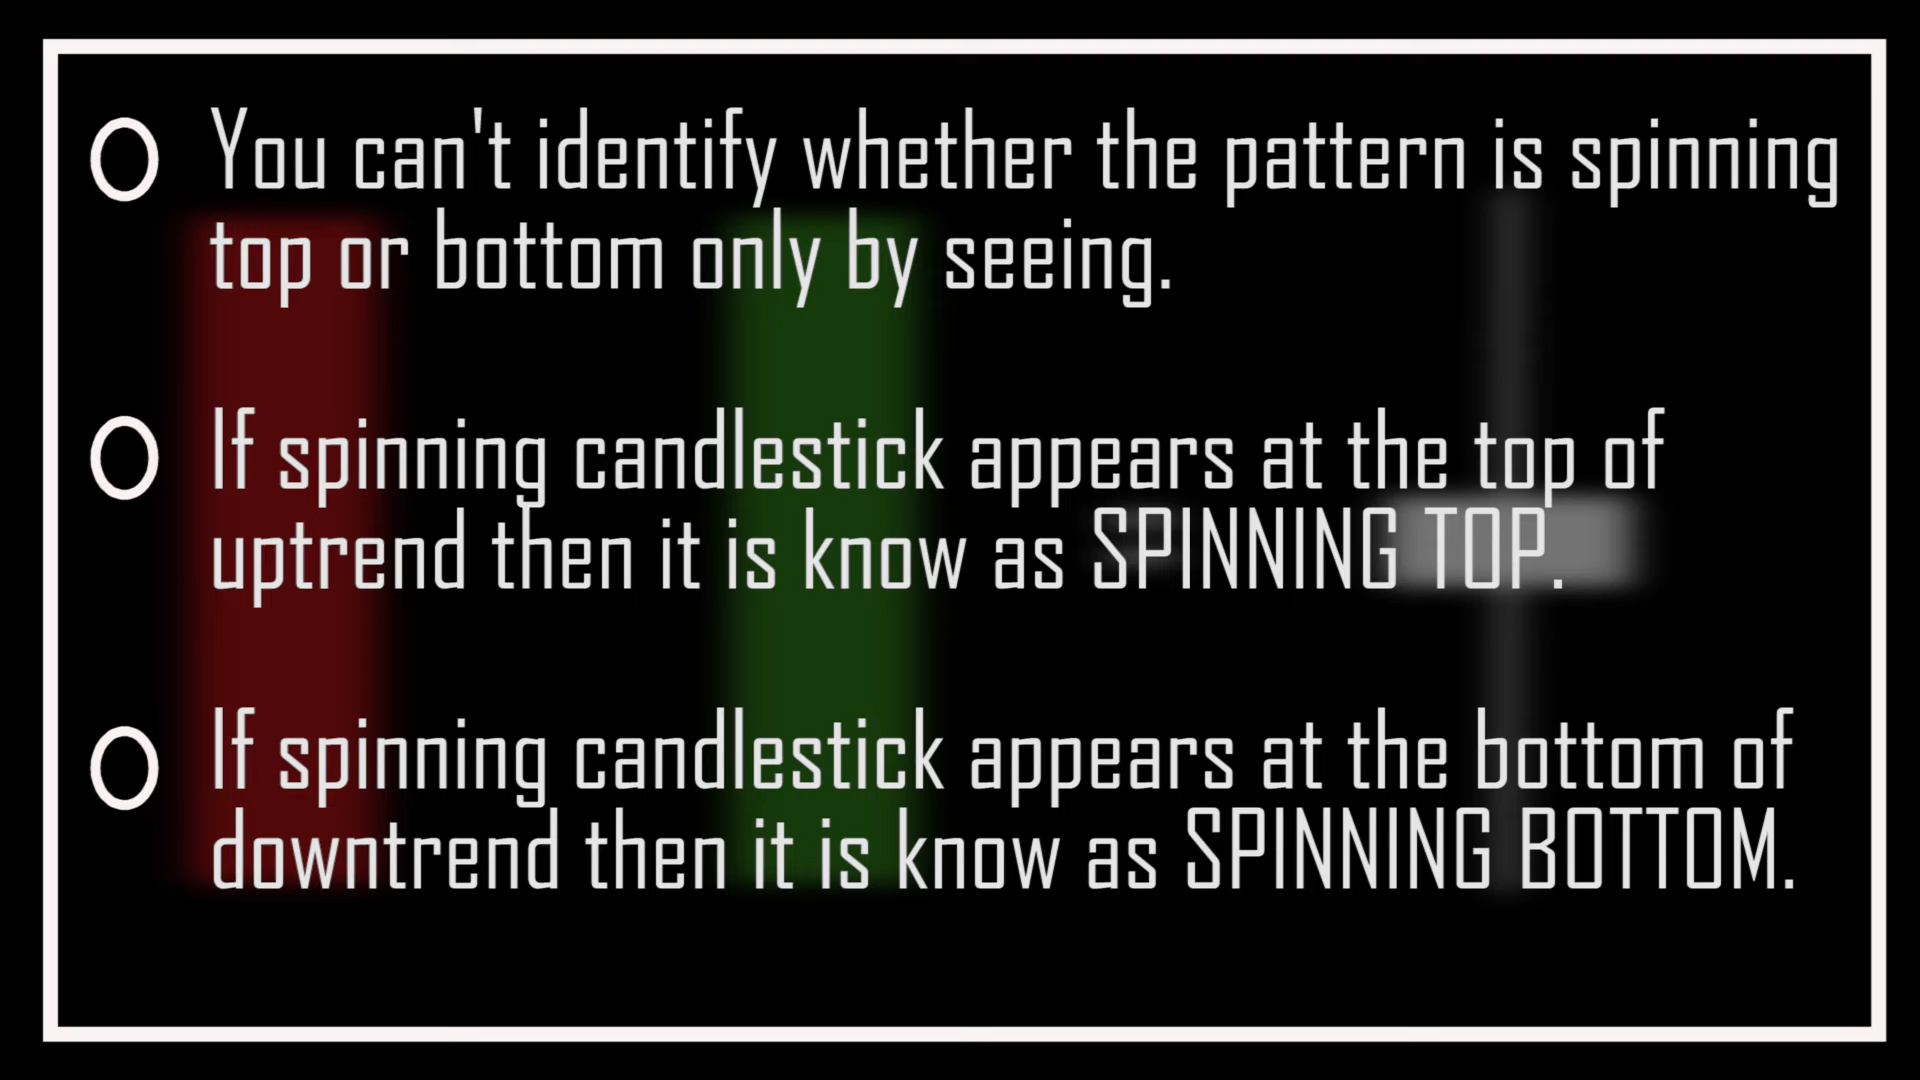 You can't identify whether the pattern is spinning
top or bottom only by seeing.
If spinning candlestick appears at the top of
uptrend then it is know as SPINNING TOP.
If spinning candlestick appears at the bottom of
downtrend then it is know as SPINNING BOTTOM.